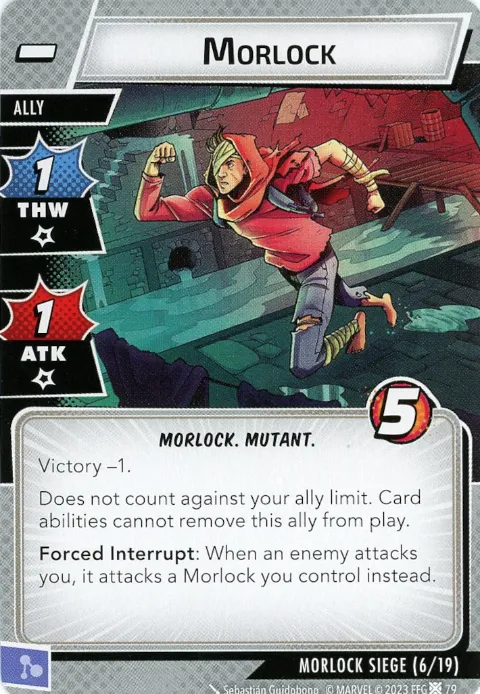 MORLOCK
ALLY
1
THW
1
ATK
5
MORLOCK. MUTANT.
Victory –1.
Does not count against your ally limit. Card
abilities cannot remove this ally from play.
Forced Interrupt: When an enemy attacks
you, it attacks a Morlock you control instead.
MORLOCK SIEGE (6/19)
Sebastián Guidobono © MARVEL © 2023 FFG 79